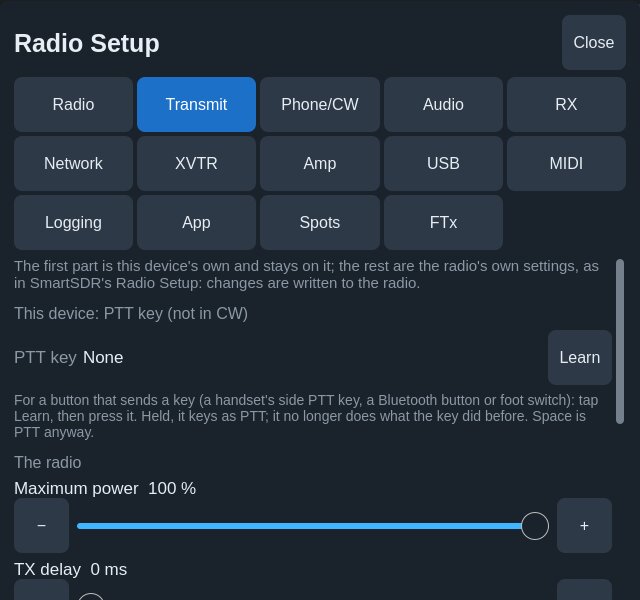 Radio Setup
Close
Radio
Transmit
Phone/CW
Audio
RX
Network
XVTR
Amp
USB
MIDI
Logging
App
Spots
FTx
The first part is this device's own and stays on it; the rest are the radio's own settings, as
in SmartSDR's Radio Setup: changes are written to the radio.
This device: PTT key (not in CW)
PTT key None
Learn
For a button that sends a key (a handset's side PTT key, a Bluetooth button or foot switch): tap
Learn, then press it. Held, it keys as PTT; it no longer does what the key did before. Space is
PTT anyway.
The radio
Maximum power 100 %
−
+
TX delay 0 ms